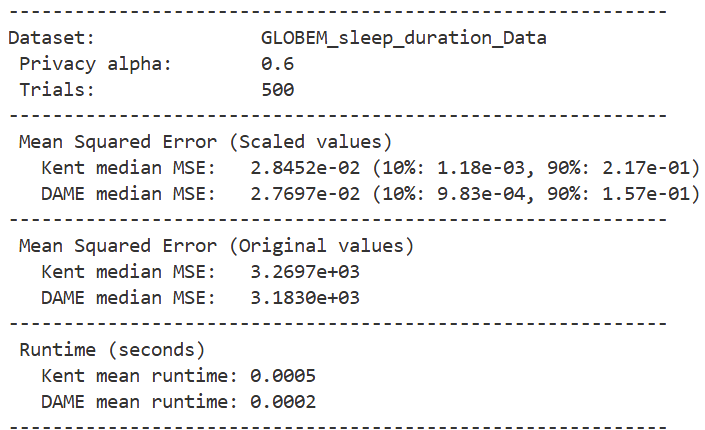 ------------------------------------------------------------
Dataset:               GLOBEM_sleep_duration_Data
 Privacy alpha:        0.6
 Trials:               500
------------------------------------------------------------
 Mean Squared Error (Scaled values)
   Kent median MSE:   2.8452e-02 (10%: 1.18e-03, 90%: 2.17e-01)
   DAME median MSE:   2.7697e-02 (10%: 9.83e-04, 90%: 1.57e-01)
------------------------------------------------------------
 Mean Squared Error (Original values)
   Kent median MSE:   3.2697e+03
   DAME median MSE:   3.1830e+03
------------------------------------------------------------
 Runtime (seconds)
   Kent mean runtime: 0.0005
   DAME mean runtime: 0.0002
------------------------------------------------------------